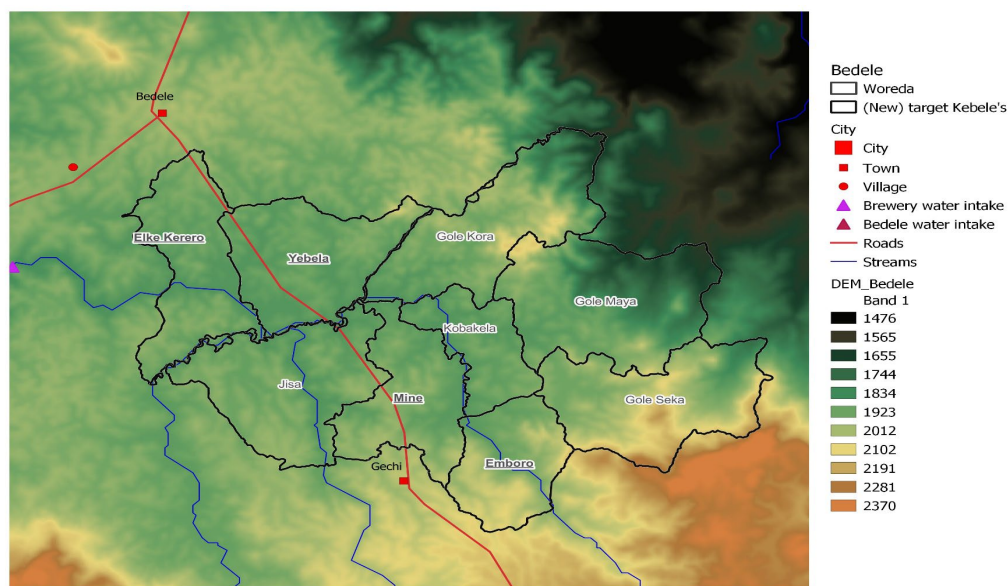 Bedele
Elke Kerero
Yebela
Gole Kora
Gole Maya
Kobakela
Jisa
Mine
Gole Seka
Gechi
Emboro
Bedele
Woreda
(New) target Kebele's
City
City
Town
Village
Brewery water intake
Bedele water intake
Roads
Streams
DEM_Bedele
Band 1
1476
1565
1655
1744
1834
1923
2012
2102
2191
2281
2370